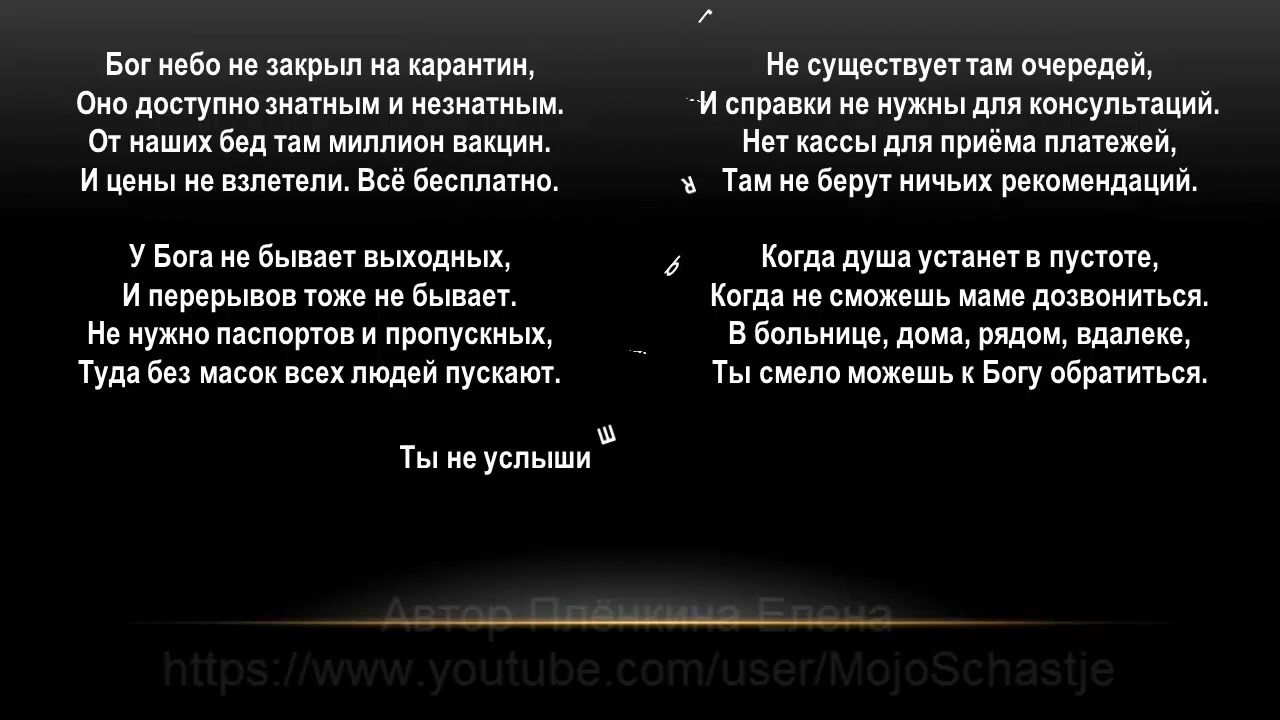 Бог небо не закрыл на карантин,
Оно доступно знатным и незнатным.
От наших бед там миллион вакцин.
И цены не взлетели. Всё бесплатно.
У Бога не бывает выходных,
И перерывов тоже не бывает.
Не нужно паспортов и пропускных,
Туда без масок всех людей пускают.
Не существует там очередей,
И справки не нужны для консультаций.
Нет кассы для приёма платежей,
Там не берут ничьих рекомендаций.
Когда душа устанет в пустоте,
Когда не сможешь маме дозвониться.
В больнице, дома, рядом, вдалеке,
Ты смело можешь к Богу обратиться.
Ты не услыши
ш
ь
я
Автор Плёнкина Елена
https://www.youtube.com/user/MojoSchastje